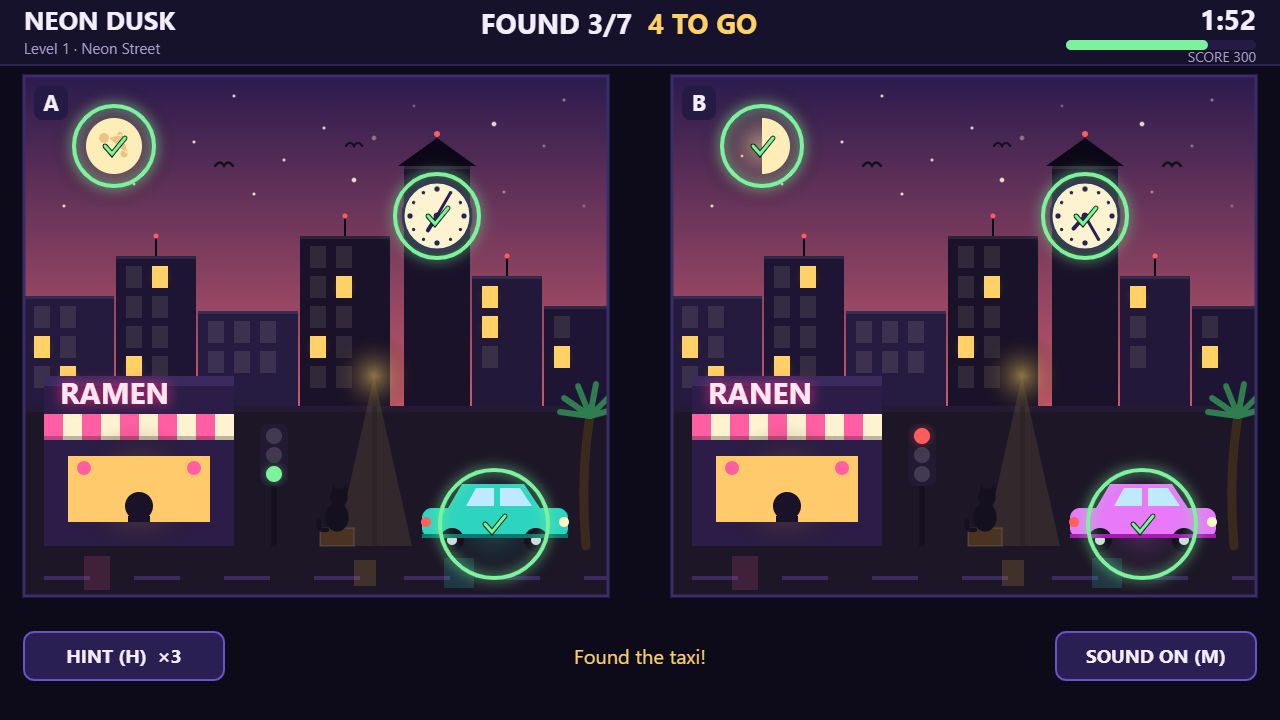 NEON DUSK
Level 1 · Neon Street
FOUND 3/7 4 TO GO
1:52
SCORE 300
A
B
RAMEN
RANEN
HINT (H) ×3
Found the taxi!
SOUND ON (M)